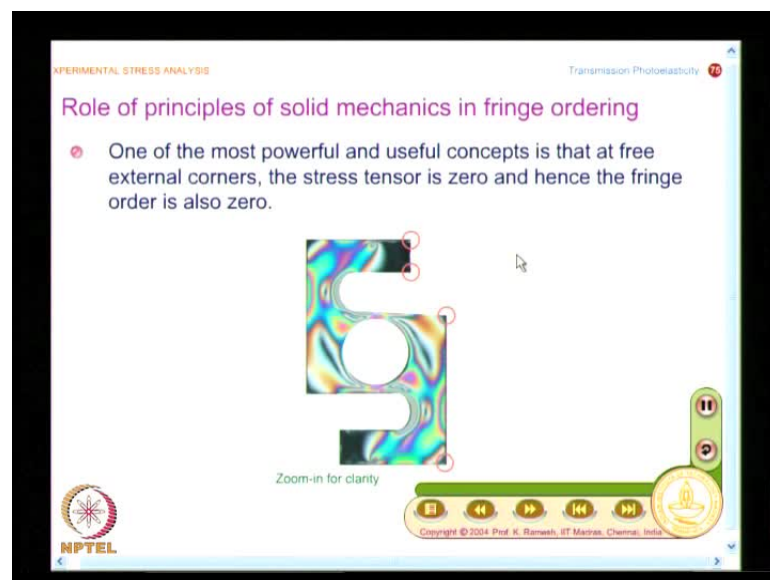 XPERIMENTAL STRESS ANALYSIS
Transmission Photoelasticity 75
Role of principles of solid mechanics in fringe ordering
One of the most powerful and useful concepts is that at free
external corners, the stress tensor is zero and hence the fringe
order is also zero.
Zoom-in for clarity
Copyright © 2004 Prof. K. Ramesh, IIT Madras, Chennai, India
NPTEL